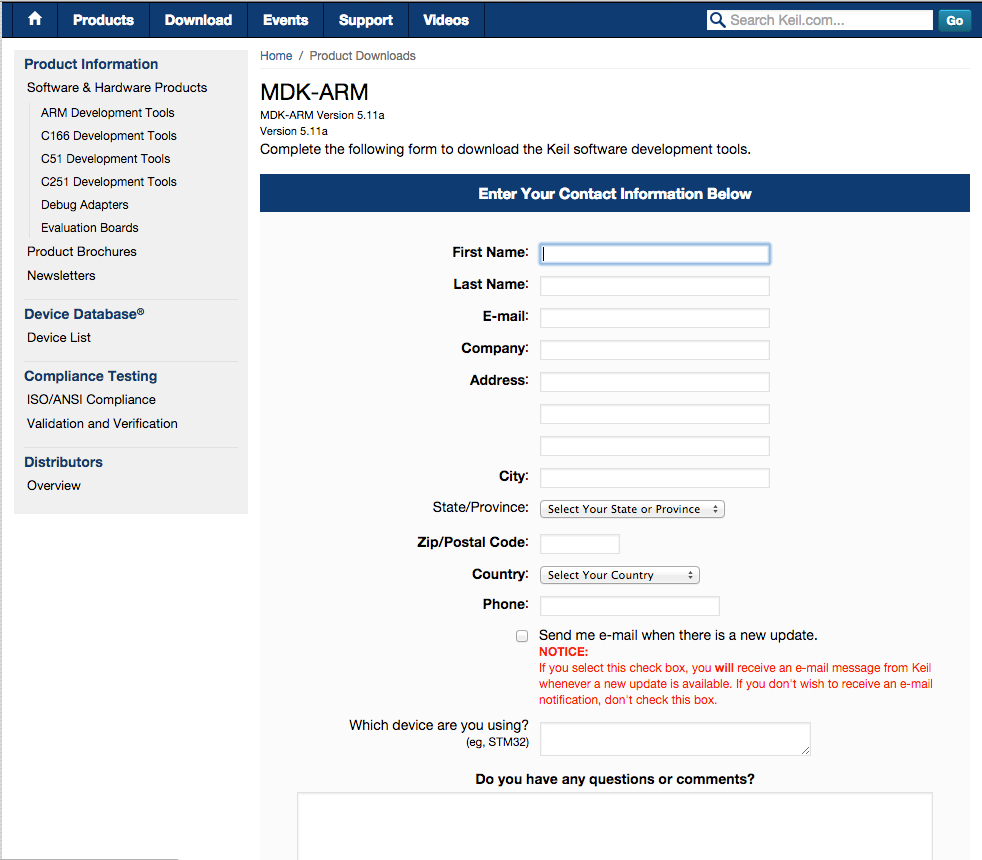 Products Download Events Support Videos Search Keil.com... Go
Product Information
Software & Hardware Products
ARM Development Tools
C166 Development Tools
C51 Development Tools
C251 Development Tools
Debug Adapters
Evaluation Boards
Product Brochures
Newsletters
Device Database®
Device List
Compliance Testing
ISO/ANSI Compliance
Validation and Verification
Distributors
Overview
Home / Product Downloads
MDK-ARM
MDK-ARM Version 5.11a
Version 5.11a
Complete the following form to download the Keil software development tools.
Enter Your Contact Information Below
First Name:
Last Name:
E-mail:
Company:
Address:
City:
State/Province: Select Your State or Province
Zip/Postal Code:
Country: Select Your Country
Phone:
Send me e-mail when there is a new update.
NOTICE:
If you select this check box, you will receive an e-mail message from Keil
whenever a new update is available. If you don't wish to receive an e-mail
notification, don't check this box.
Which device are you using?
(eg, STM32)
Do you have any questions or comments?